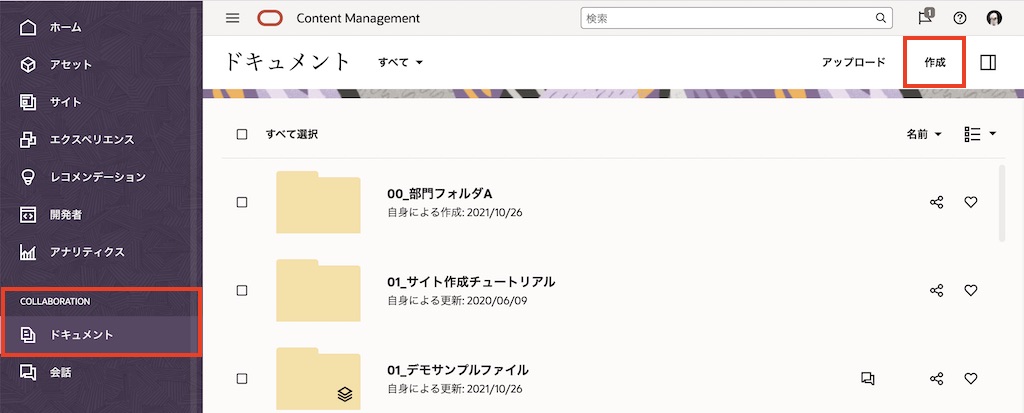 ホーム
アセット
サイト
エクスペリエンス
レコメンデーション
開発者
アナリティクス
COLLABORATION
ドキュメント
会話
Content Management
検索
1
ドキュメント
すべて
アップロード
作成
すべて選択
名前
00_部門フォルダA
自身による作成: 2021/10/26
01_サイト作成チュートリアル
自身による更新: 2020/06/09
01_デモサンプルファイル
自身による更新: 2021/10/26